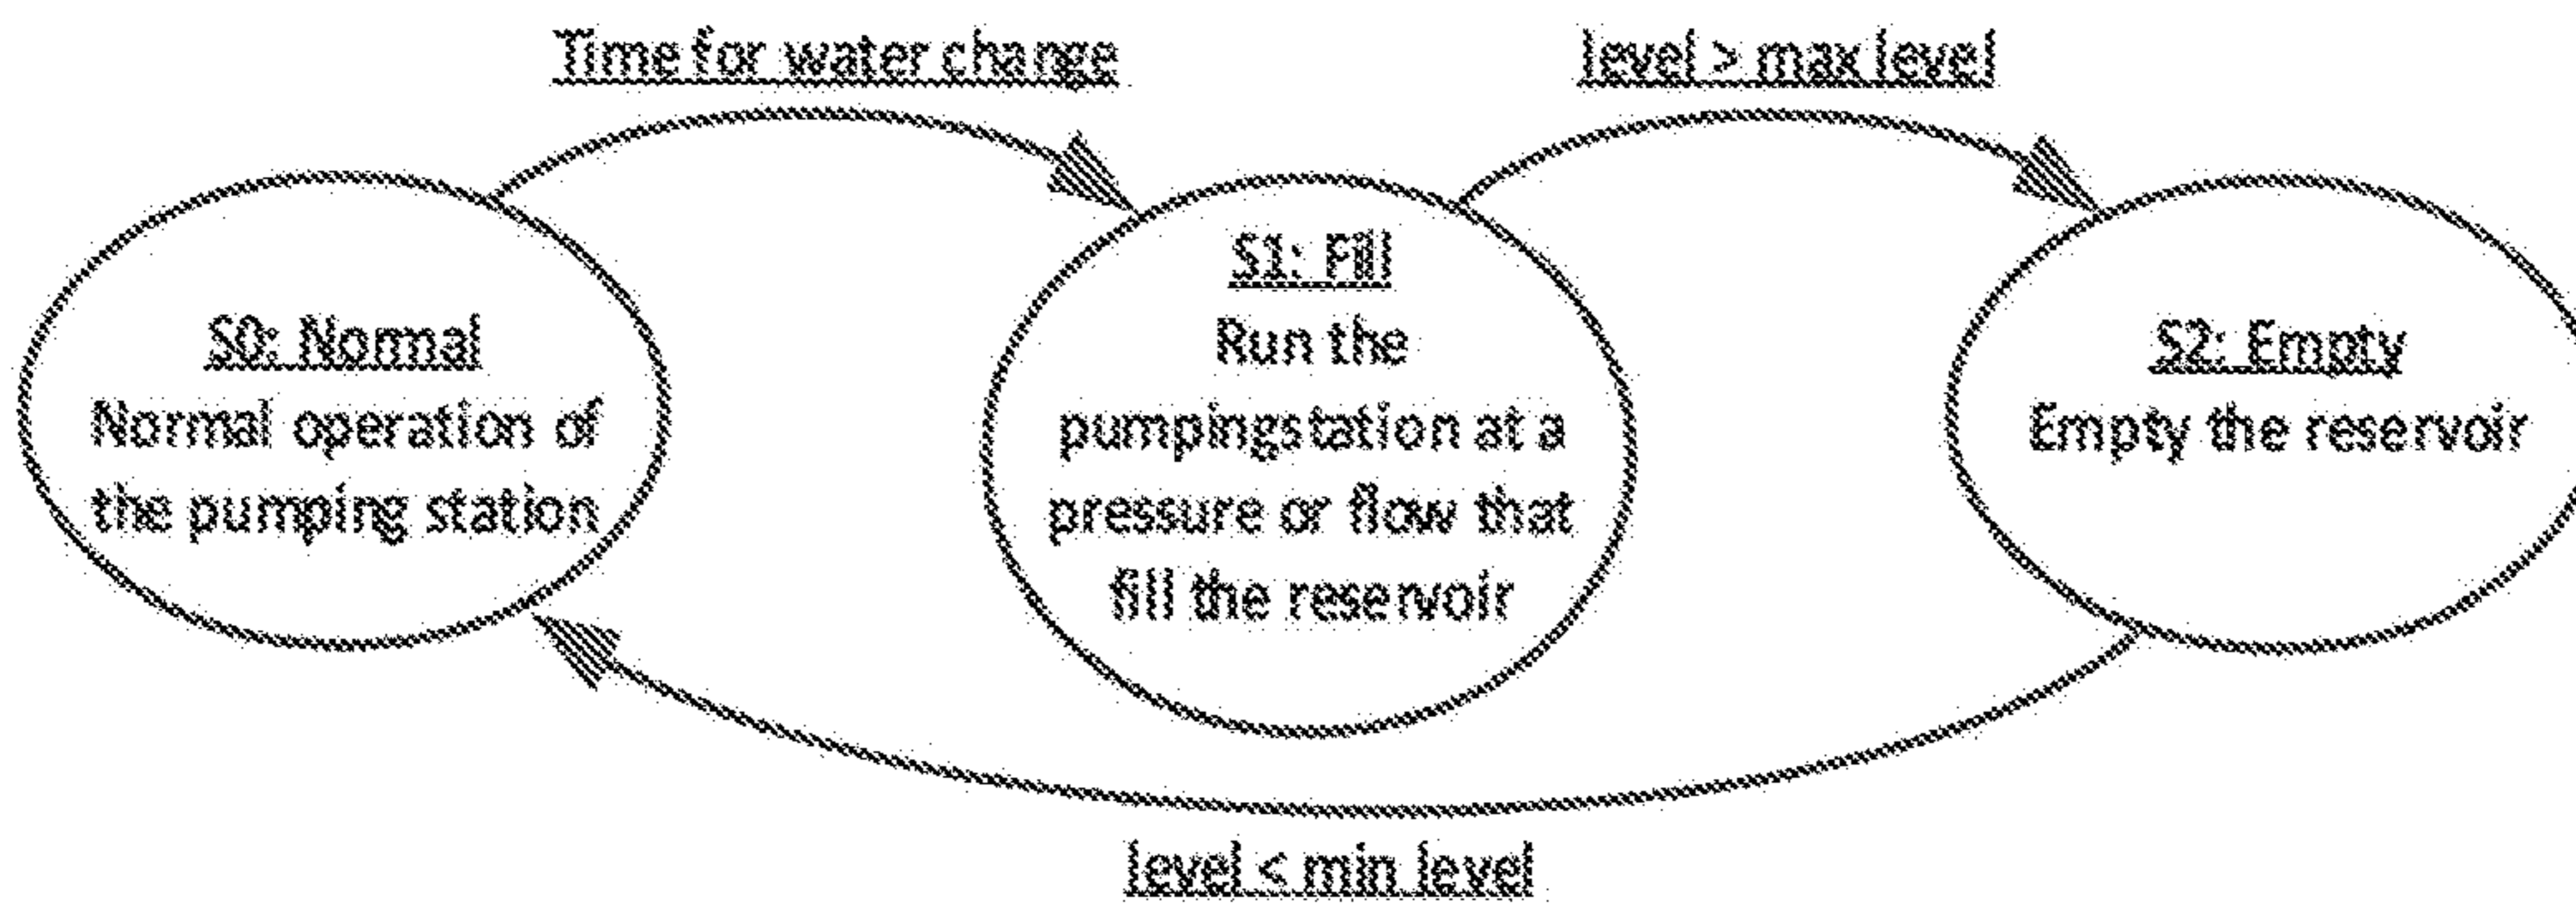 Time for water change
level > max level
S0: Normal
Normal operation of
the pumping station
S1: Fill
Run the
pumpingstation at a
pressure or flow that
fill the reservoir
S2: Empty
Empty the reservoir
level < min level